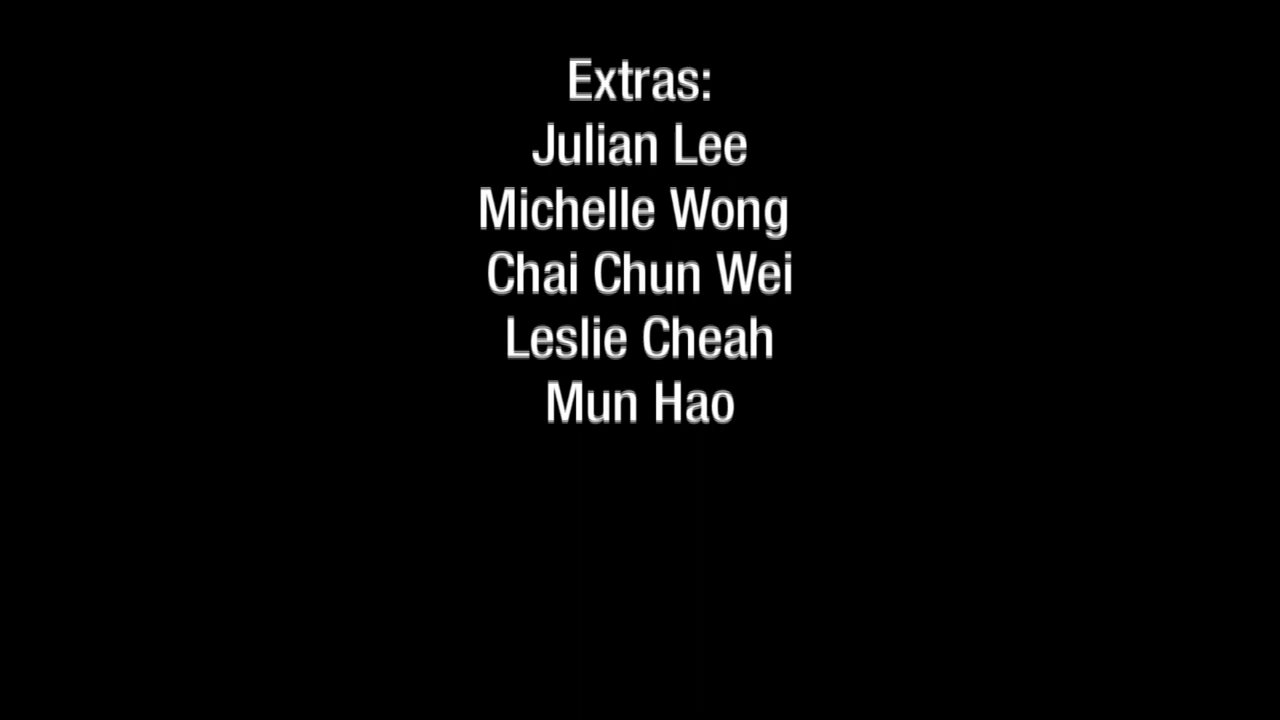 Extras:
Julian Lee
Michelle Wong
Chai Chun Wei
Leslie Cheah
Mun Hao